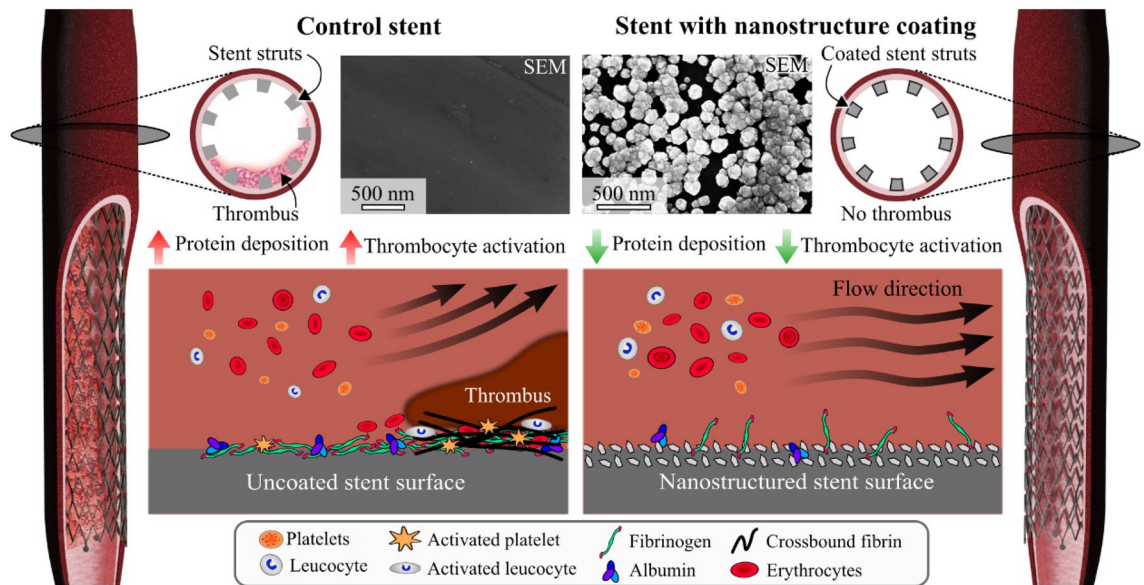 Control stent
Stent with nanostructure coating
Stent struts
SEM
500 nm
Thrombus
SEM
500 nm
Coated stent struts
No thrombus
Protein deposition
Thrombocyte activation
Protein deposition
Thrombocyte activation
Thrombus
Uncoated stent surface
Flow direction
Nanostructured stent surface
Platelets
Activated platelet
Fibrinogen
Crossbound fibrin
Leucocyte
Activated leucocyte
Albumin
Erythrocytes